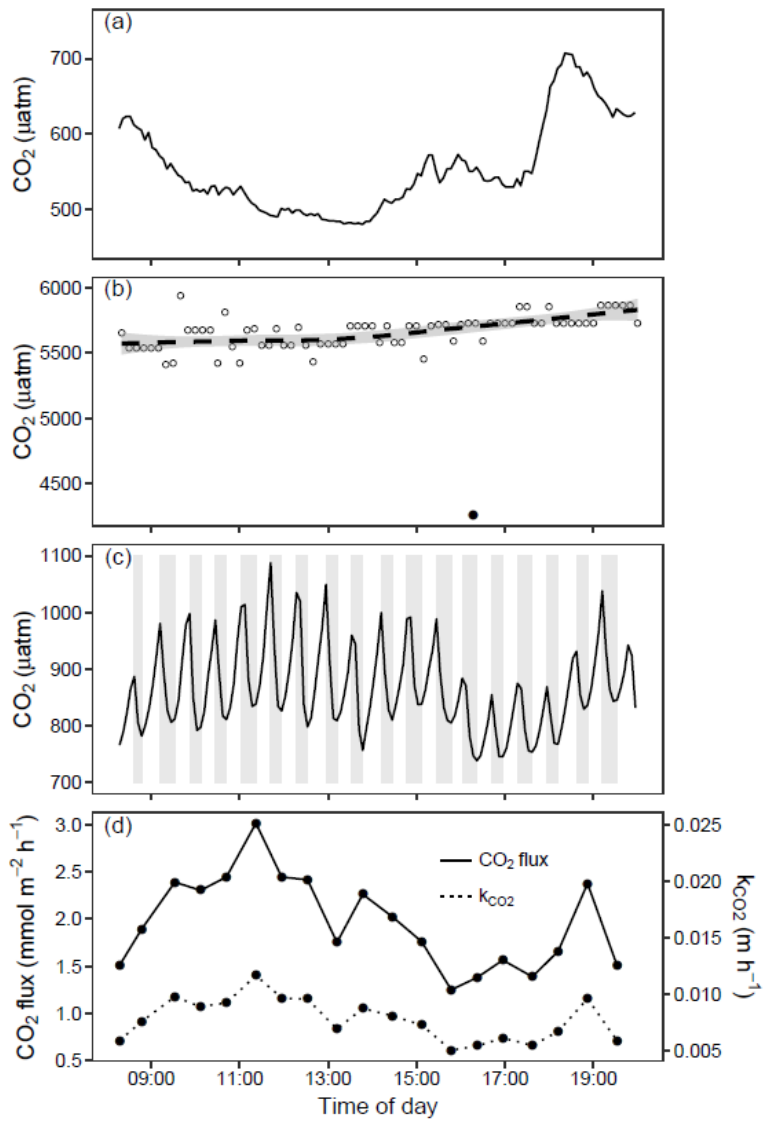 (a)
CO₂ (µatm)
700
600
500
(b)
CO₂ (µatm)
6000
5500
5000
4500
(c)
CO₂ (µatm)
1100
1000
900
800
700
(d)
CO₂ flux (mmol m⁻² h⁻¹)
3.0
2.5
2.0
1.5
1.0
0.5
CO₂ flux
kCO₂
0.025
0.020
0.015
0.010
0.005
kCO₂ (m h⁻¹)
09:00 11:00 13:00 15:00 17:00 19:00
Time of day